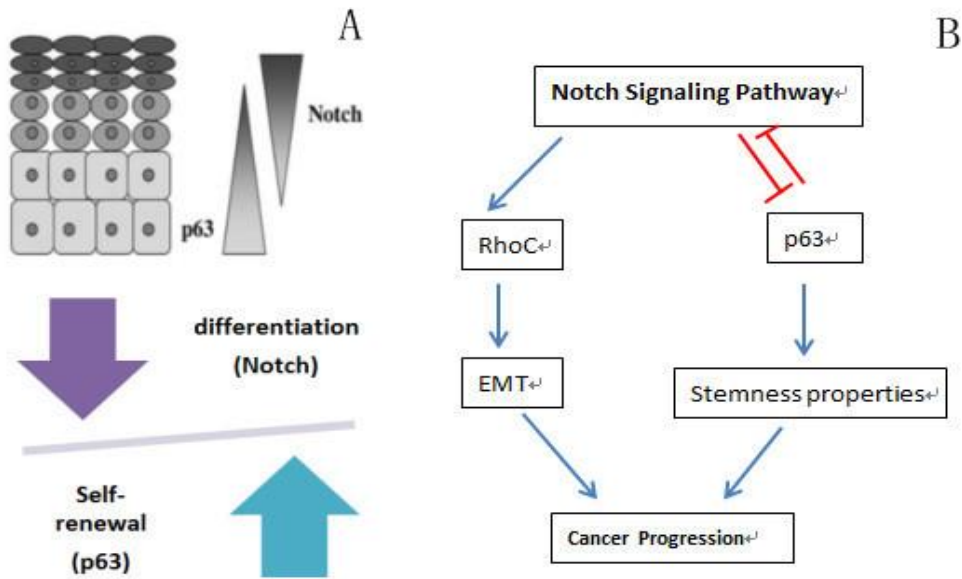 A
Notch
p63
differentiation
(Notch)
Self-
renewal
(p63)
B
Notch Signaling Pathway↵
RhoC↵
p63↵
EMT↵
Stemness properties↵
Cancer Progression↵